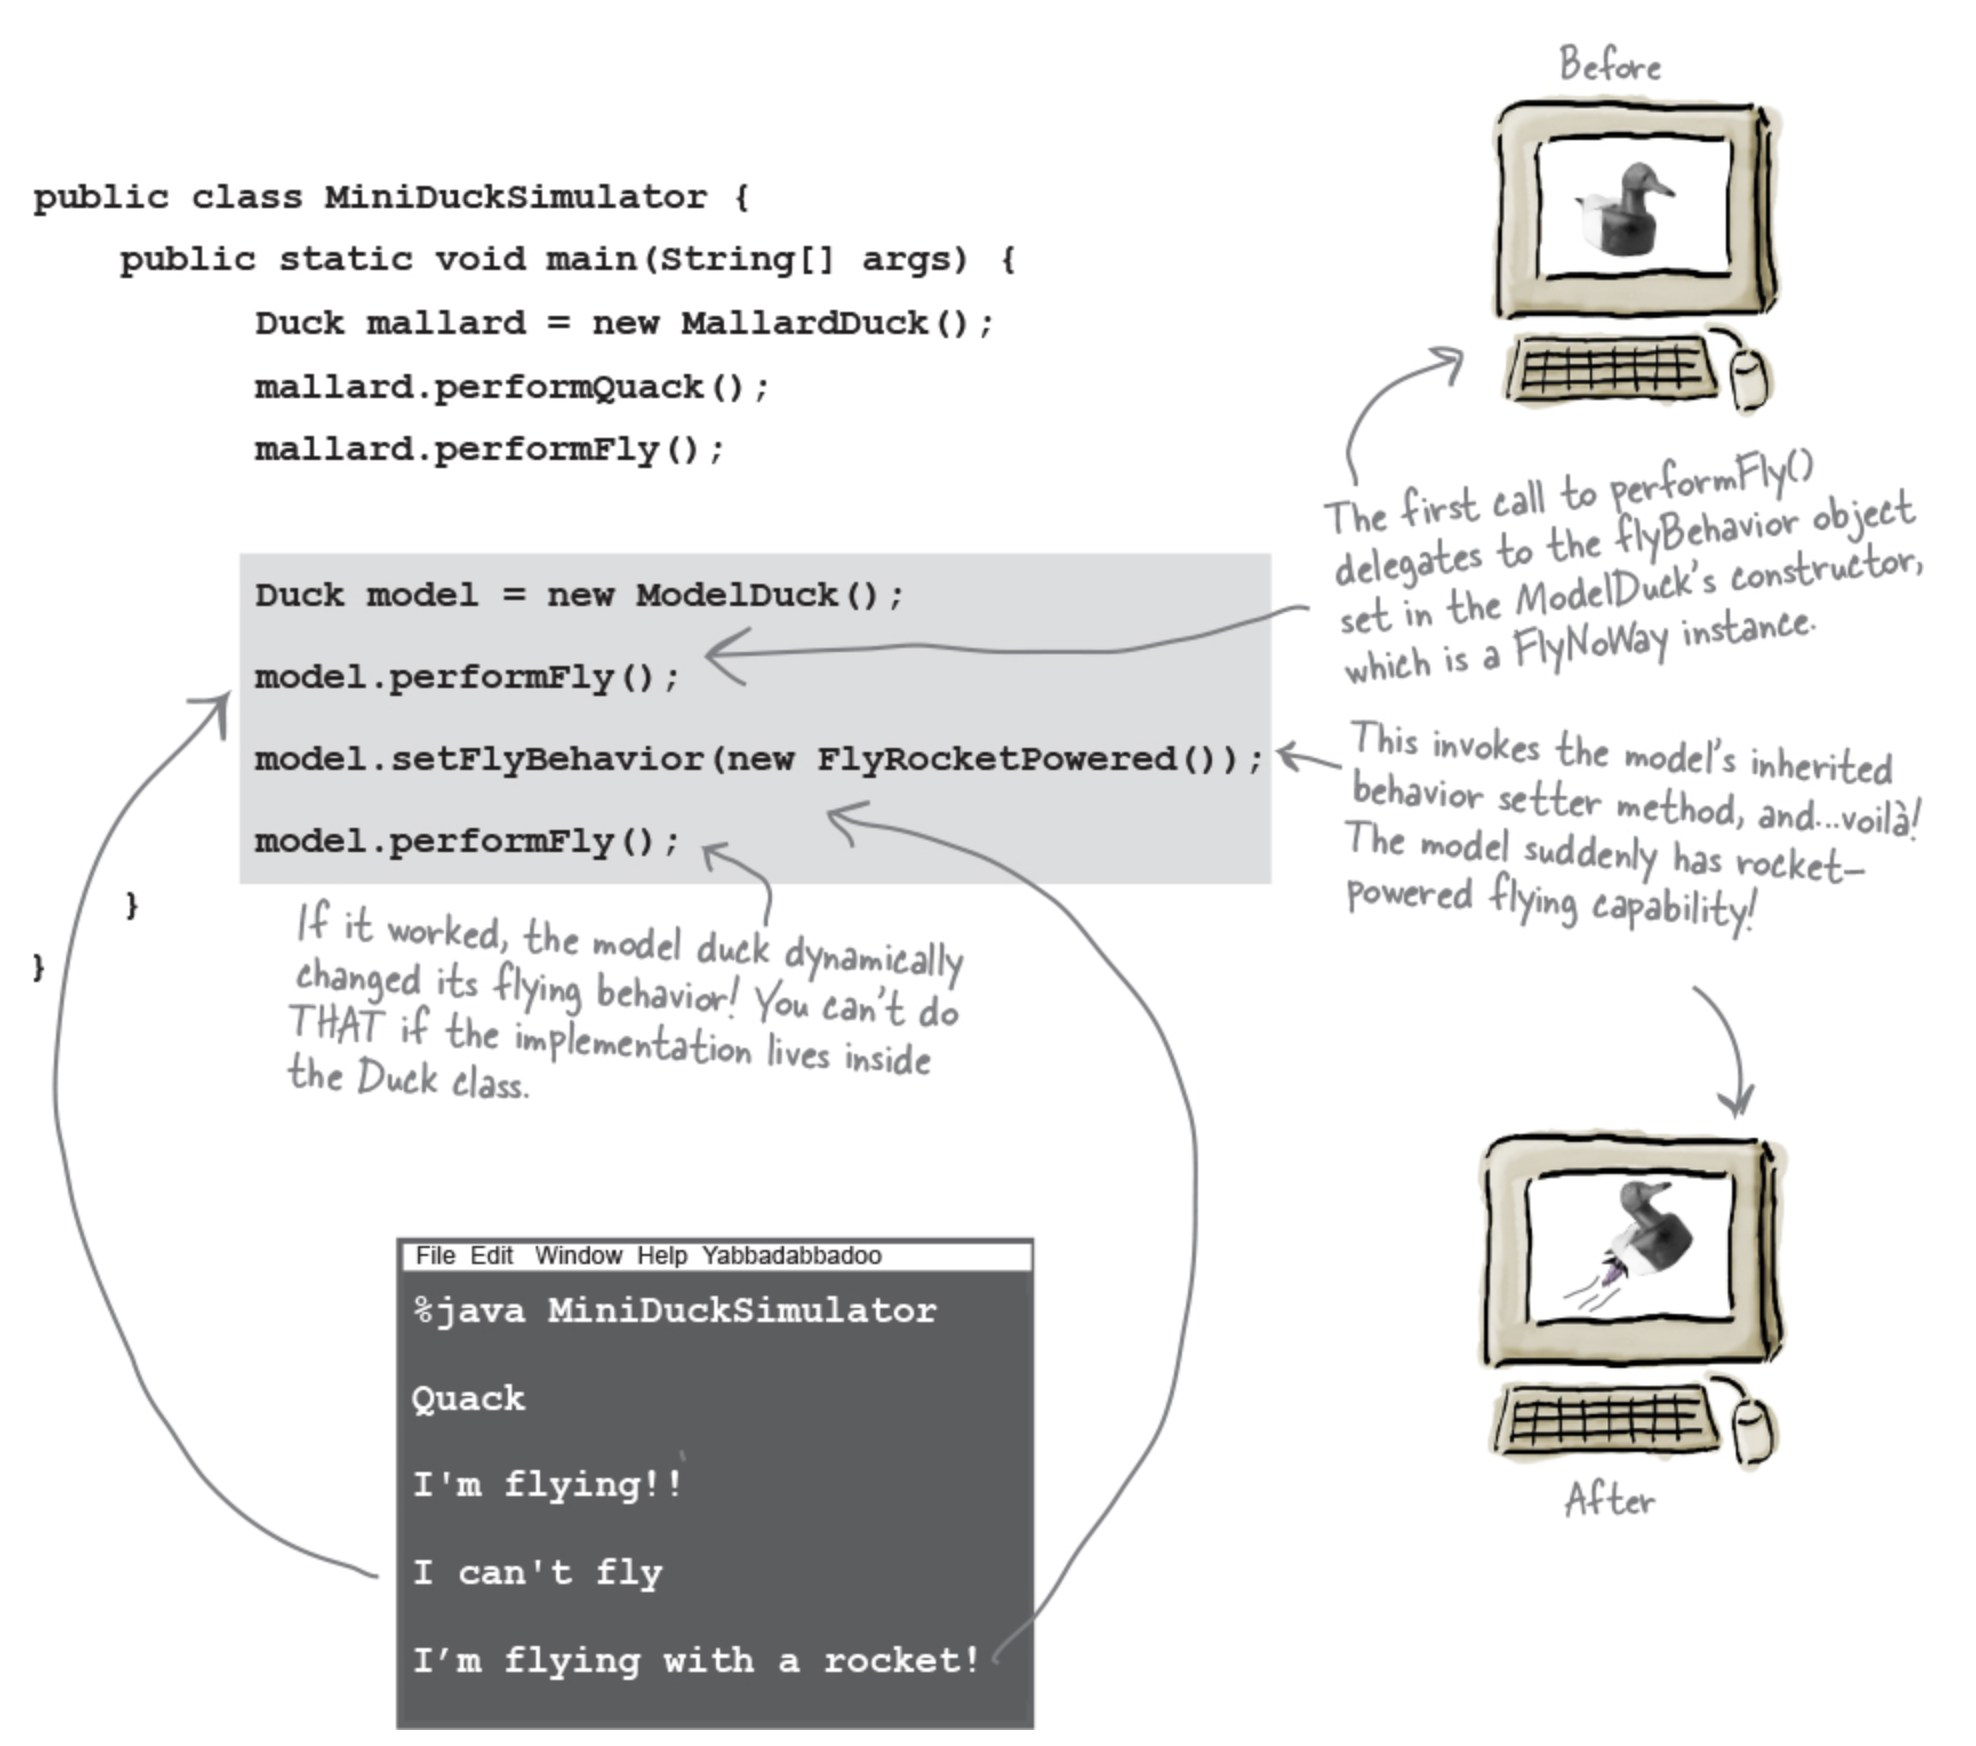 Before
public class MiniDuckSimulator {
public static void main(String[] args) {
Duck mallard = new MallardDuck();
mallard.performQuack();
mallard.performFly();
The first call to performFly()
delegates to the flyBehavior object
set in the ModelDuck's constructor,
which is a FlyNoWay instance.
Duck model = new ModelDuck();
model.performFly();
model.setFlyBehavior(new FlyRocketPowered());
model.performFly();
}
}
This invokes the model's inherited
behavior setter method, and...voilà!
The model suddenly has rocket–
powered flying capability!
If it worked, the model duck dynamically
changed its flying behavior! You can't do
THAT if the implementation lives inside
the Duck class.
File Edit Window Help Yabbadabbadoo
%java MiniDuckSimulator
Quack
I'm flying!!
I can't fly
I’m flying with a rocket!
After